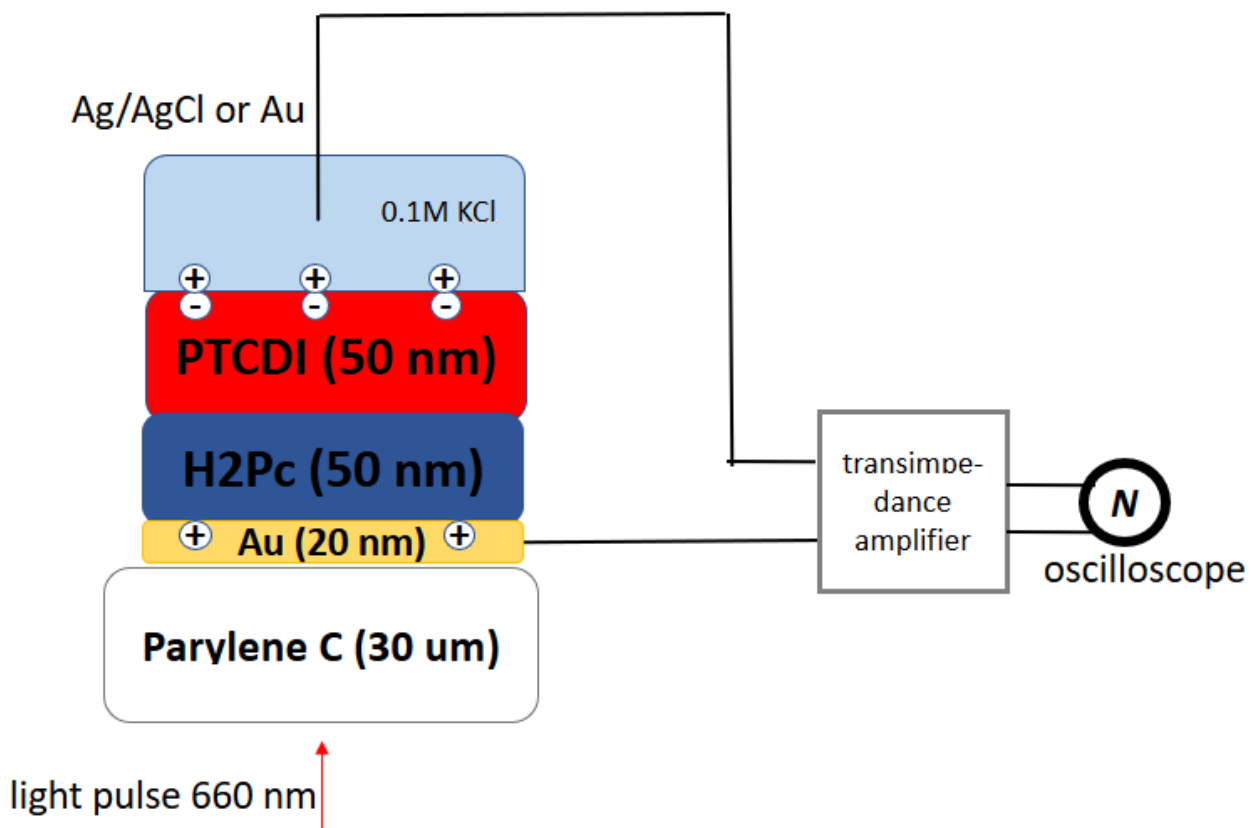 Ag/AgCl or Au
0.1M KCl
+ + +
- - -
PTCDI (50 nm)
H2Pc (50 nm)
+ Au (20 nm) +
Parylene C (30 um)
light pulse 660 nm
transimpe-
dance
amplifier
N
oscilloscope